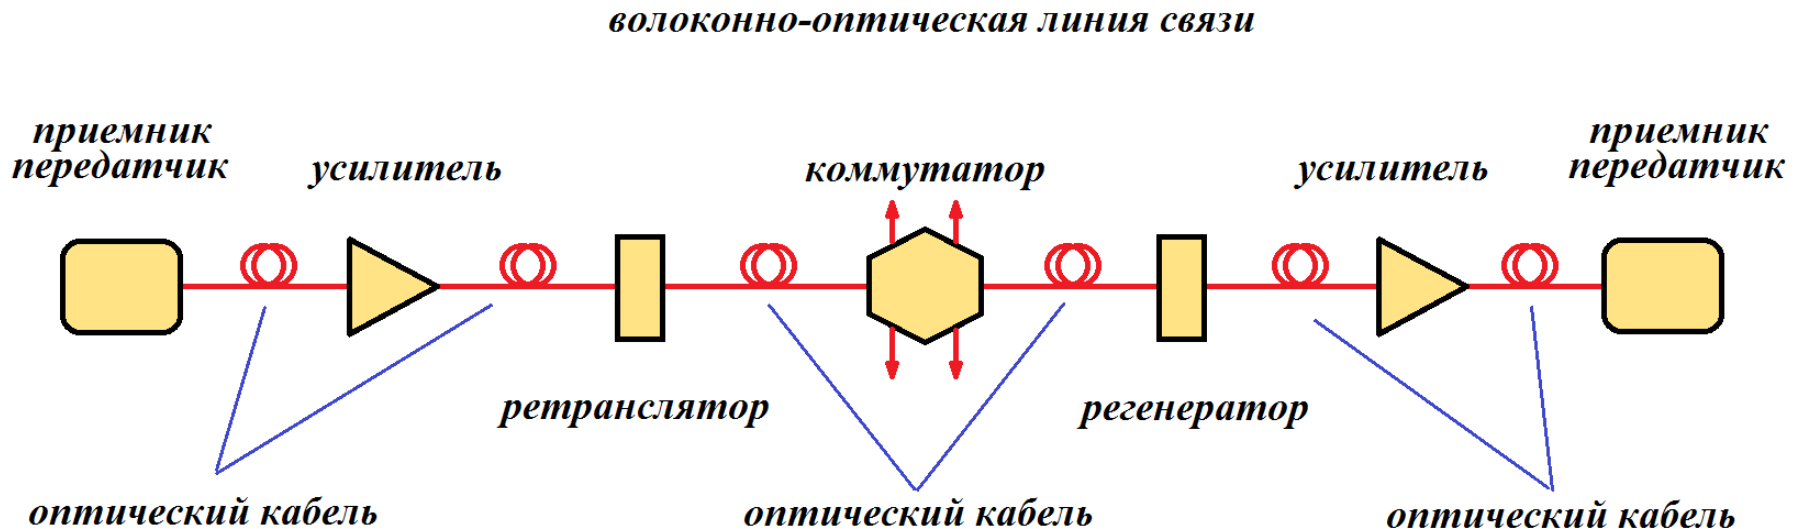 волоконно-оптическая линия связи
приемник
передатчик
усилитель
коммутатор
усилитель
приемник
передатчик
ретранслятор
регенератор
оптический кабель
оптический кабель
оптический кабель